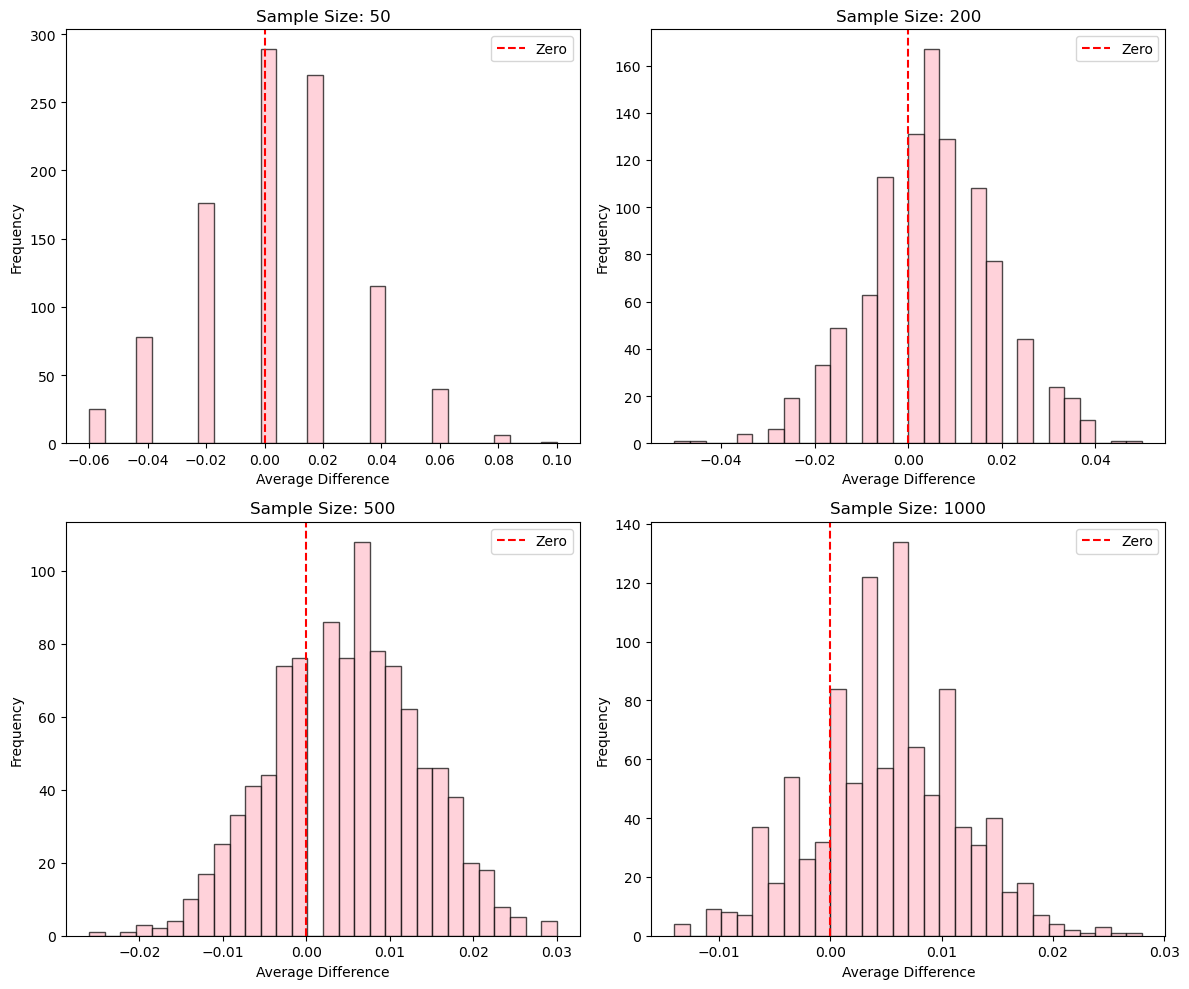 Sample Size: 50
Zero
Frequency
300
250
200
150
100
50
0
−0.06 −0.04 −0.02 0.00 0.02 0.04 0.06 0.08 0.10
Average Difference
Sample Size: 200
Zero
Frequency
160
140
120
100
80
60
40
20
0
−0.04 −0.02 0.00 0.02 0.04
Average Difference
Sample Size: 500
Zero
Frequency
100
80
60
40
20
0
−0.02 −0.01 0.00 0.01 0.02 0.03
Average Difference
Sample Size: 1000
Zero
Frequency
140
120
100
80
60
40
20
0
−0.01 0.00 0.01 0.02 0.03
Average Difference